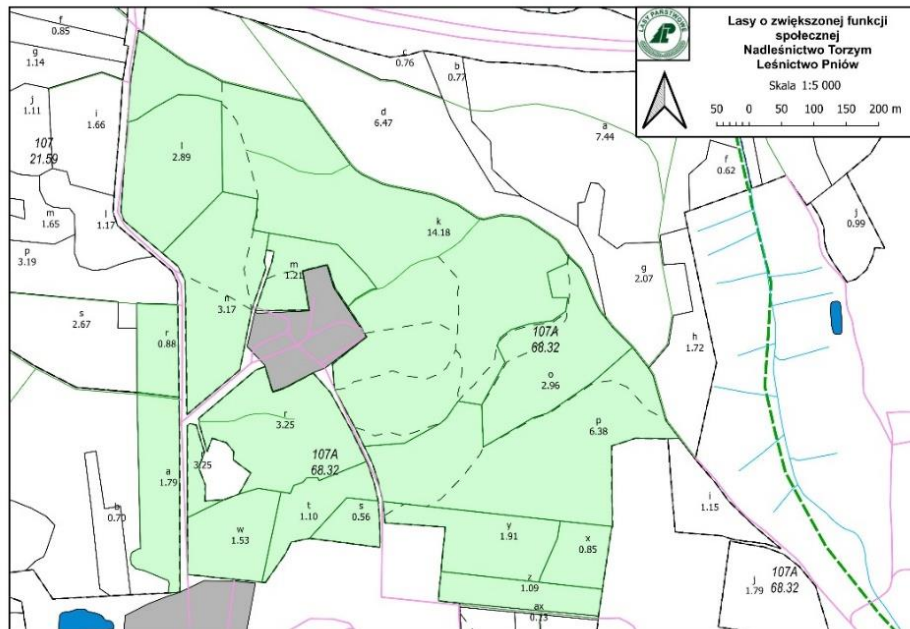 LASY PAŃSTWOWE
Lasy o zwiększonej funkcji
społecznej
Nadleśnictwo Torzym
Leśnictwo Pniów
Skala 1:5 000
50 0 50 100 150 200 m
f
0.85
g
1.14
j
1.11
i
1.66
107
21.59
m
1.65
l
1.17
p
3.19
s
2.67
l
2.89
c
0.76
b
0.77
d
6.47
a
7.44
f
0.62
j
0.99
k
14.18
m
1.21
n
3.17
g
2.07
h
1.72
r
0.88
107A
68.32
o
2.96
p
6.38
r
3.25
107A
68.32
3.25
a
1.79
b
0.70
w
1.53
t
1.10
s
0.56
y
1.91
x
0.85
z
1.09
ax
0.13
i
1.15
j
1.79
107A
68.32